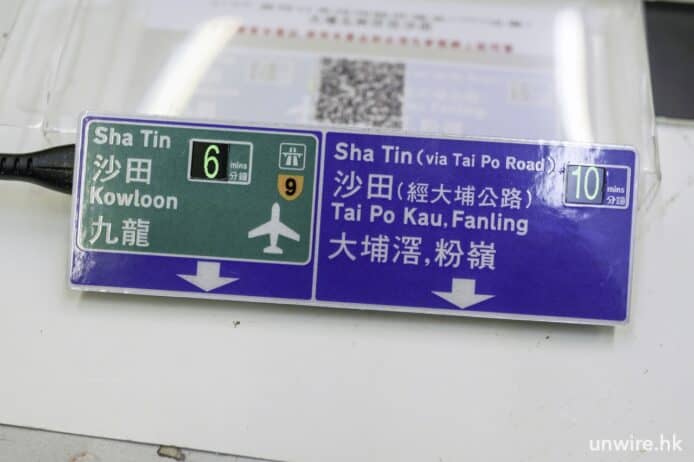 Sha Tin
沙田
6
mins
分鐘
Kowloon
九龍
9
Sha Tin (via Tai Po Road)
沙田(經大埔公路)
10
mins
分鐘
Tai Po Kau, Fanling
大埔滘,粉嶺
unwire.hk